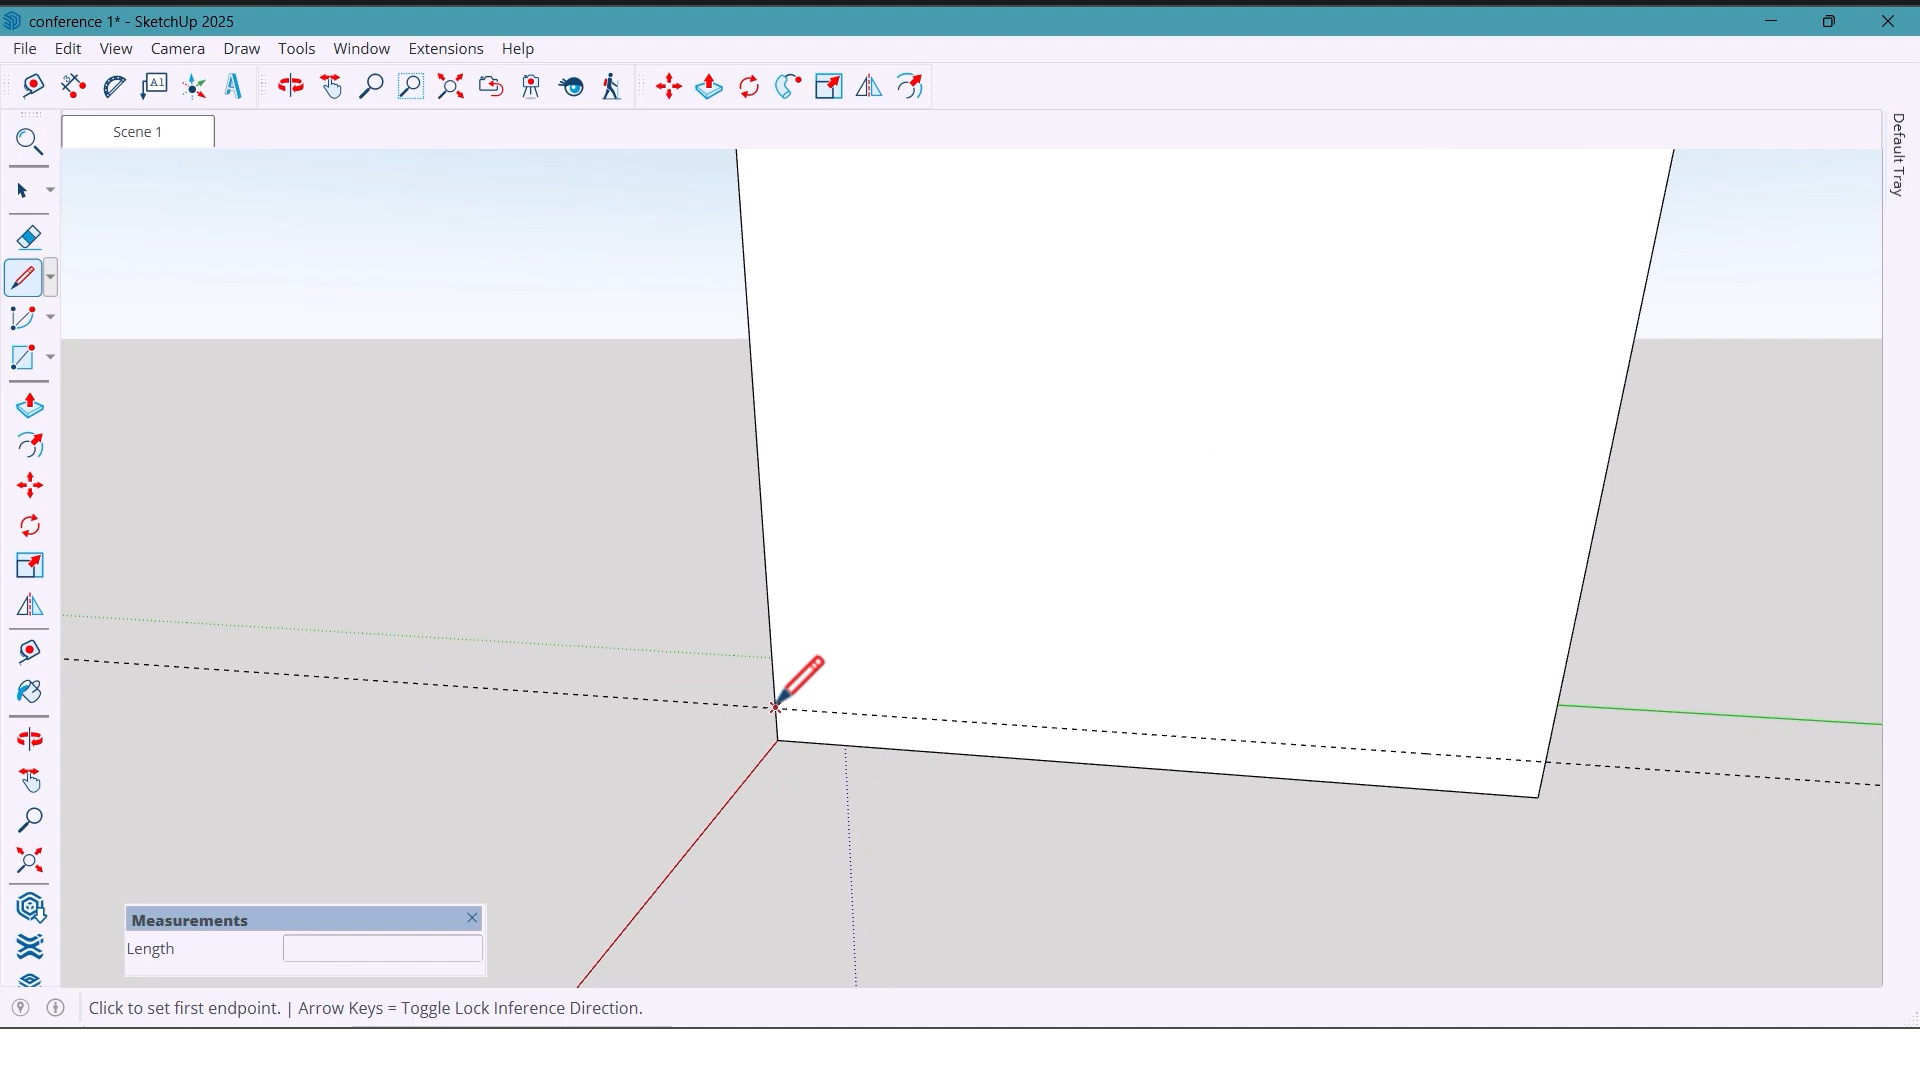 conference 1* - SketchUp 2025
File Edit View Camera Draw Tools Window Extensions Help
A1
Scene 1
Default Tray
Measurements
Length
Click to set first endpoint. | Arrow Keys = Toggle Lock Inference Direction.